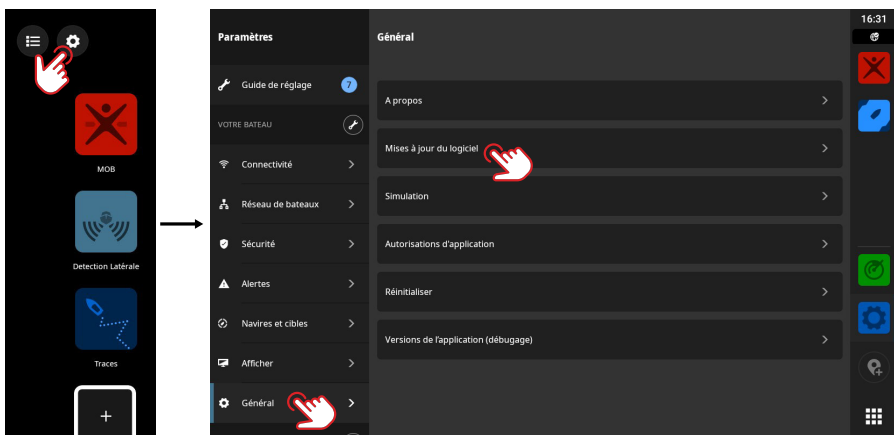 MOB
Detection Latérale
Traces
+
Paramètres
Guide de réglage
7
VOTRE BATEAU
Connectivité
Réseau de bateaux
Sécurité
Alertes
Navires et cibles
Afficher
Général
Général
A propos
Mises à jour du logiciel
Simulation
Autorisations d'application
Réinitialiser
Versions de l'application (débugage)
16:31